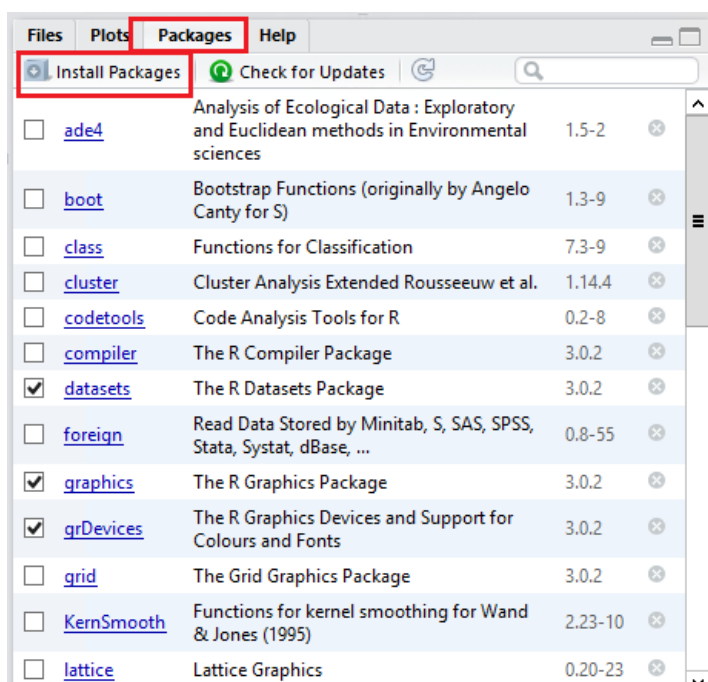 Files Plots Packages Help
Install Packages Check for Updates
ade4 Analysis of Ecological Data : Exploratory and Euclidean methods in Environmental sciences 1.5-2
boot Bootstrap Functions (originally by Angelo Canty for S) 1.3-9
class Functions for Classification 7.3-9
cluster Cluster Analysis Extended Rousseeuw et al. 1.14.4
codetools Code Analysis Tools for R 0.2-8
compiler The R Compiler Package 3.0.2
datasets The R Datasets Package 3.0.2
foreign Read Data Stored by Minitab, S, SAS, SPSS, Stata, Systat, dBase, ... 0.8-55
graphics The R Graphics Package 3.0.2
grDevices The R Graphics Devices and Support for Colours and Fonts 3.0.2
grid The Grid Graphics Package 3.0.2
KernSmooth Functions for kernel smoothing for Wand & Jones (1995) 2.23-10
lattice Lattice Graphics 0.20-23